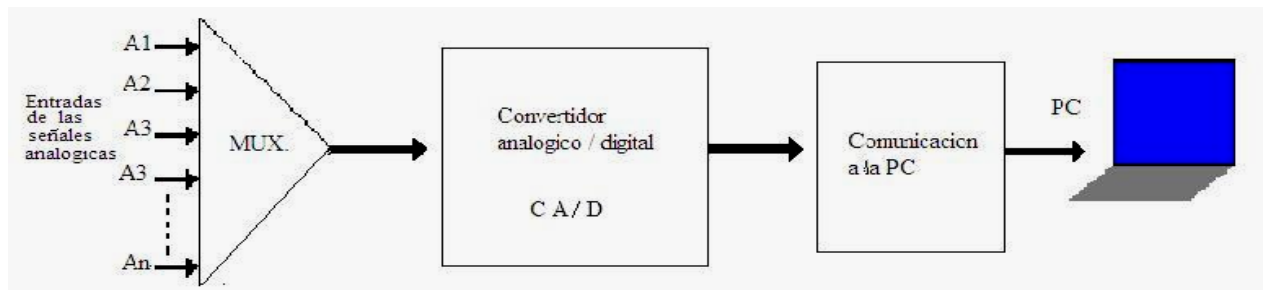 Entradas
de las
señales
analogicas
A1
A2
A3
A3
An
MUX.
Convertidor
analogico / digital
C A / D
Comunicacion
a la PC
PC